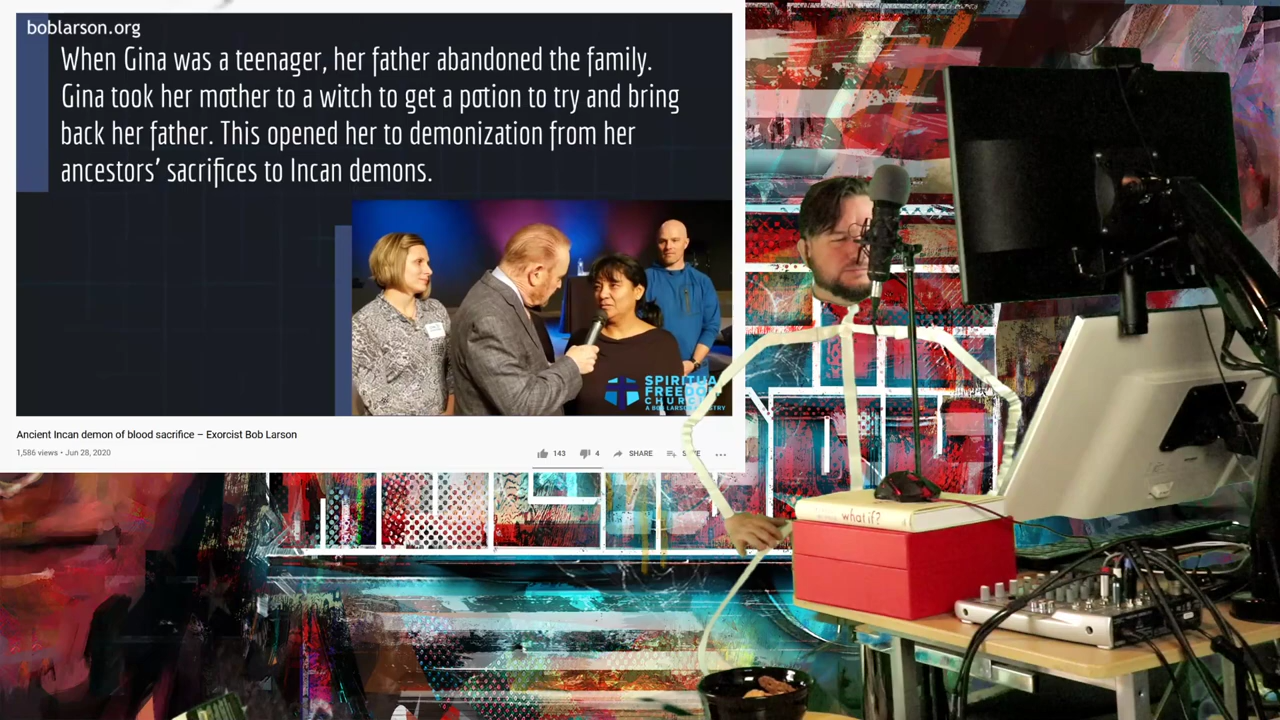 boblarson.org
When Gina was a teenager, her father abandoned the family.
Gina took her mother to a witch to get a potion to try and bring
back her father. This opened her to demonization from her
ancestors' sacrifices to Incan demons.
SPIRITUA
FREEDO
CHURC
A BOB LARSON MINISTRY
Ancient Incan demon of blood sacrifice – Exorcist Bob Larson
1,586 views • Jun 28, 2020
143
4
SHARE
what if?